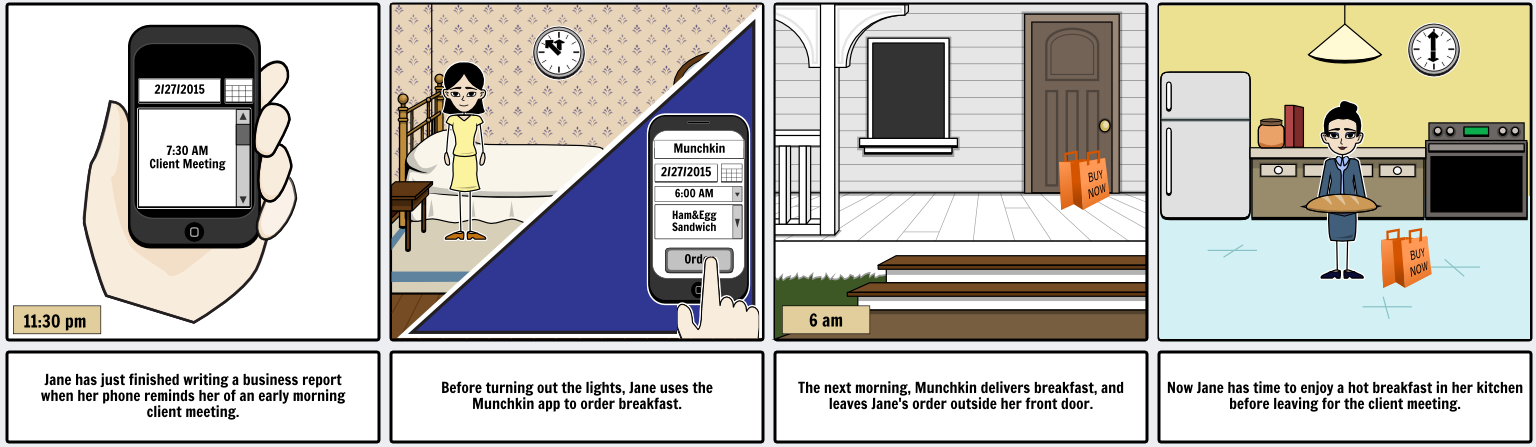 2/27/2015
7:30 AM
Client Meeting
11:30 pm
Munchkin
2/27/2015
6:00 AM
Ham&Egg
Sandwich
BUY
NOW
6 am
BUY
NOW
Jane has just finished writing a business report
when her phone reminds her of an early morning
client meeting.
Before turning out the lights, Jane uses the
Munchkin app to order breakfast.
The next morning, Munchkin delivers breakfast, and
leaves Jane's order outside her front door.
Now Jane has time to enjoy a hot breakfast in her kitchen
before leaving for the client meeting.